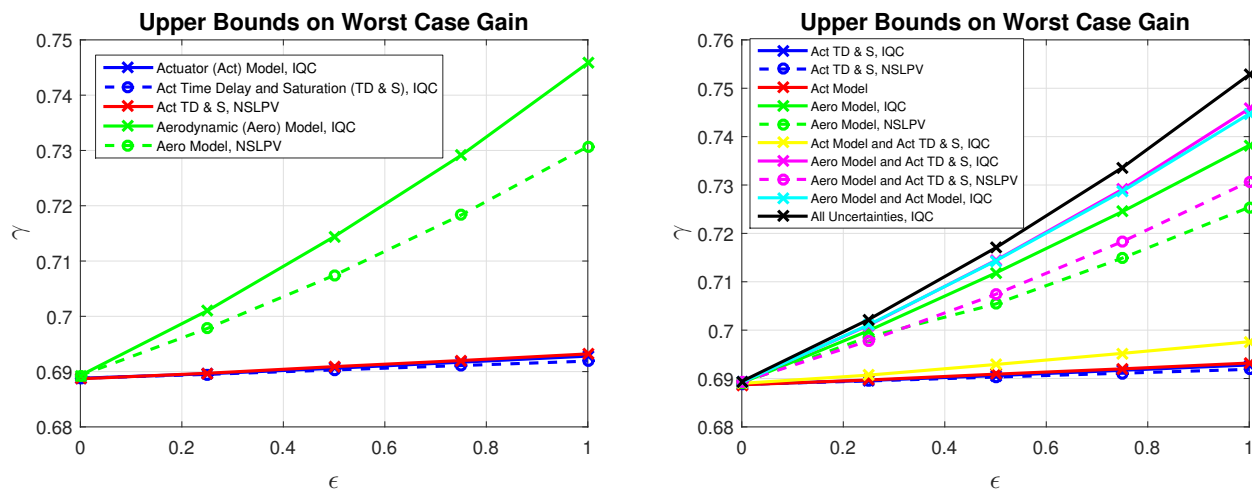 Upper Bounds on Worst Case Gain
0.75
0.74
0.73
0.72
0.71
0.7
0.69
0.68
γ
Actuator (Act) Model, IQC
Act Time Delay and Saturation (TD & S), IQC
Act TD & S, NSLPV
Aerodynamic (Aero) Model, IQC
Aero Model, NSLPV
0 0.2 0.4 0.6 0.8 1
ϵ
Upper Bounds on Worst Case Gain
0.76
0.75
0.74
0.73
0.72
0.71
0.7
0.69
0.68
γ
Act TD & S, IQC
Act TD & S, NSLPV
Act Model
Aero Model, IQC
Aero Model, NSLPV
Act Model and Act TD & S, IQC
Aero Model and Act TD & S, IQC
Aero Model and Act TD & S, NSLPV
Aero Model and Act Model, IQC
All Uncertainties, IQC
0 0.2 0.4 0.6 0.8 1
ϵ